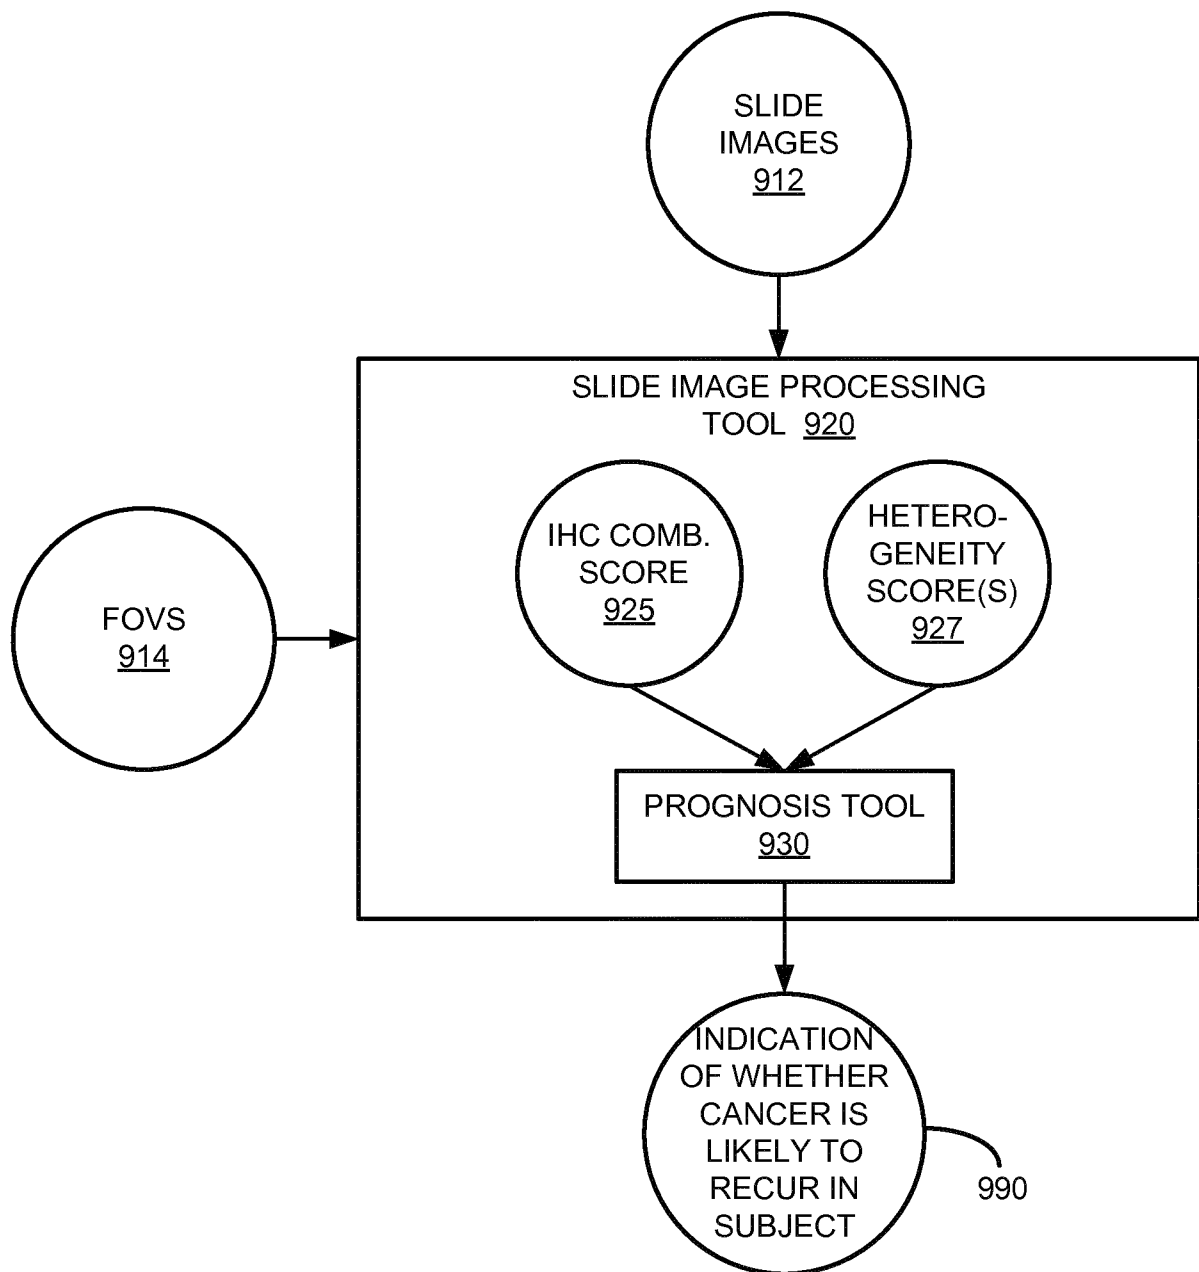 SLIDE
IMAGES
912
SLIDE IMAGE PROCESSING
TOOL 920
IHC COMB.
SCORE
925
HETERO-
GENEITY
SCORE(S)
927
FOVS
914
PROGNOSIS TOOL
930
INDICATION
OF WHETHER
CANCER IS
LIKELY TO
RECUR IN
SUBJECT
990